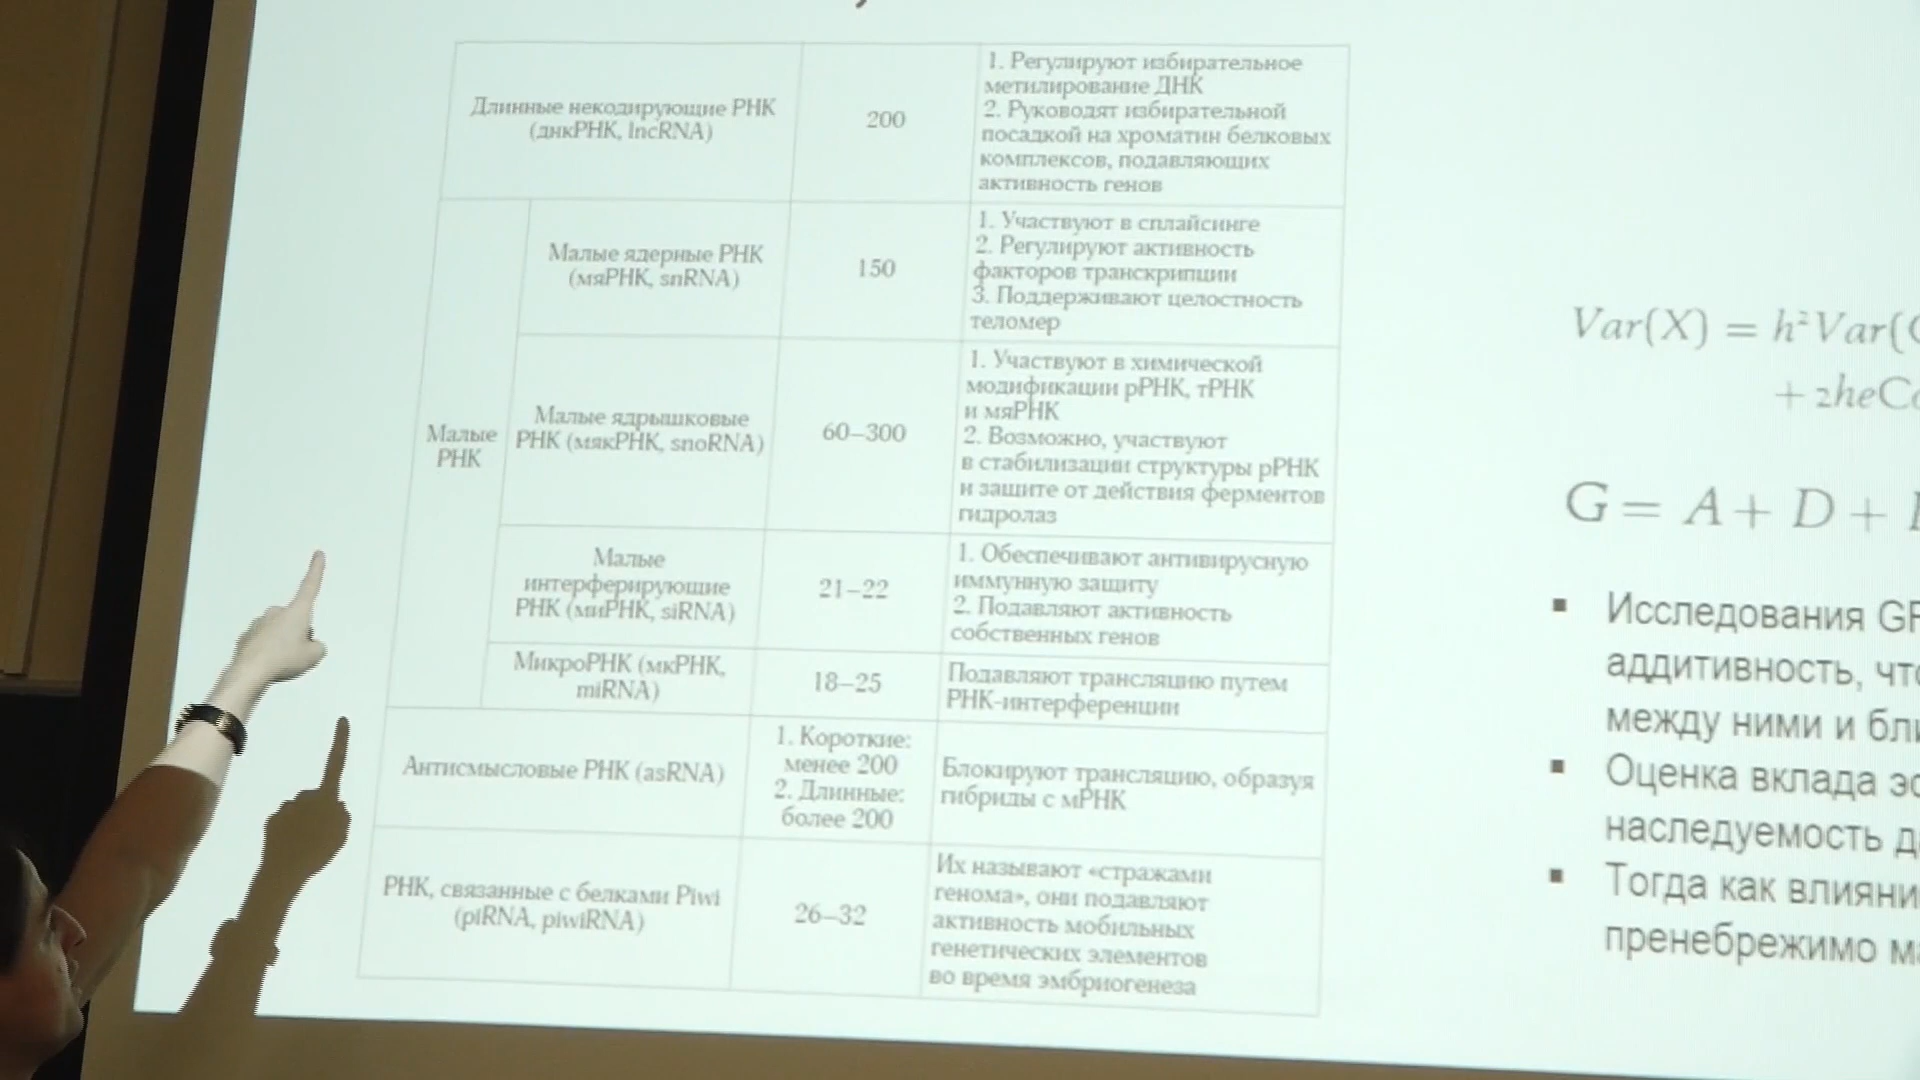 Длинные некодирующие РНК
(днкРНК, lncRNA)
200
1. Регулируют избирательное
метилирование ДНК
2. Руководят избирательной
посадкой на хроматин белковых
комплексов, подавляющих
активность генов
Малые
РНК
Малые ядерные РНК
(мяРНК, snRNA)
150
1. Участвуют в сплайсинге
2. Регулируют активность
факторов транскрипции
3. Поддерживают целостность
теломер
Малые ядрышковые
РНК (мякРНК, snoRNA)
60–300
1. Участвуют в химической
модификации рРНК, тРНК
и мяРНК
2. Возможно, участвуют
в стабилизации структуры рРНК
и защите от действия ферментов
гидролаз
Малые
интерферирующие
РНК (миРНК, siRNA)
21–22
1. Обеспечивают антивирусную
иммунную защиту
2. Подавляют активность
собственных генов
МикроРНК (мкРНК,
miRNA)
18–25
Подавляют трансляцию путем
РНК-интерференции
Антисмысловые РНК (asRNA)
1. Короткие:
менее 200
2. Длинные:
более 200
Блокируют трансляцию, образуя
гибриды с мРНК
РНК, связанные с белками Piwi
(piRNA, piwiRNA)
26–32
Их называют «стражами
генома», они подавляют
активность мобильных
генетических элементов
во время эмбриогенеза
Var(X) = h²Var(
+ 2he
G = A + D +
▪ Исследования
аддитивность,
между ними и
▪ Оценка вклада
наследуемость
▪ Тогда как
пренебрежимо